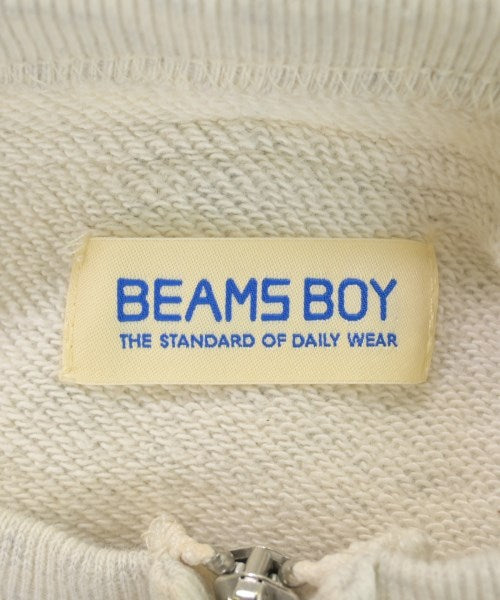 BEAMS BOY
THE STANDARD OF DAILY WEAR